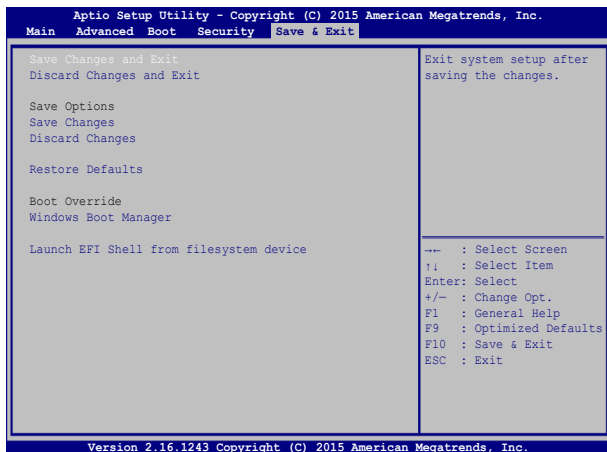 Aptio Setup Utility - Copyright (C) 2015 American Megatrends, Inc.
Main Advanced Boot Security Save & Exit
Save Changes and Exit
Discard Changes and Exit
Save Options
Save Changes
Discard Changes
Restore Defaults
Boot Override
Windows Boot Manager
Launch EFI Shell from filesystem device
Exit system setup after
saving the changes.
→← : Select Screen
↑↓ : Select Item
Enter: Select
+/— : Change Opt.
F1 : General Help
F9 : Optimized Defaults
F10 : Save & Exit
ESC : Exit
Version 2.16.1243 Copyright (C) 2015 American Megatrends, Inc.